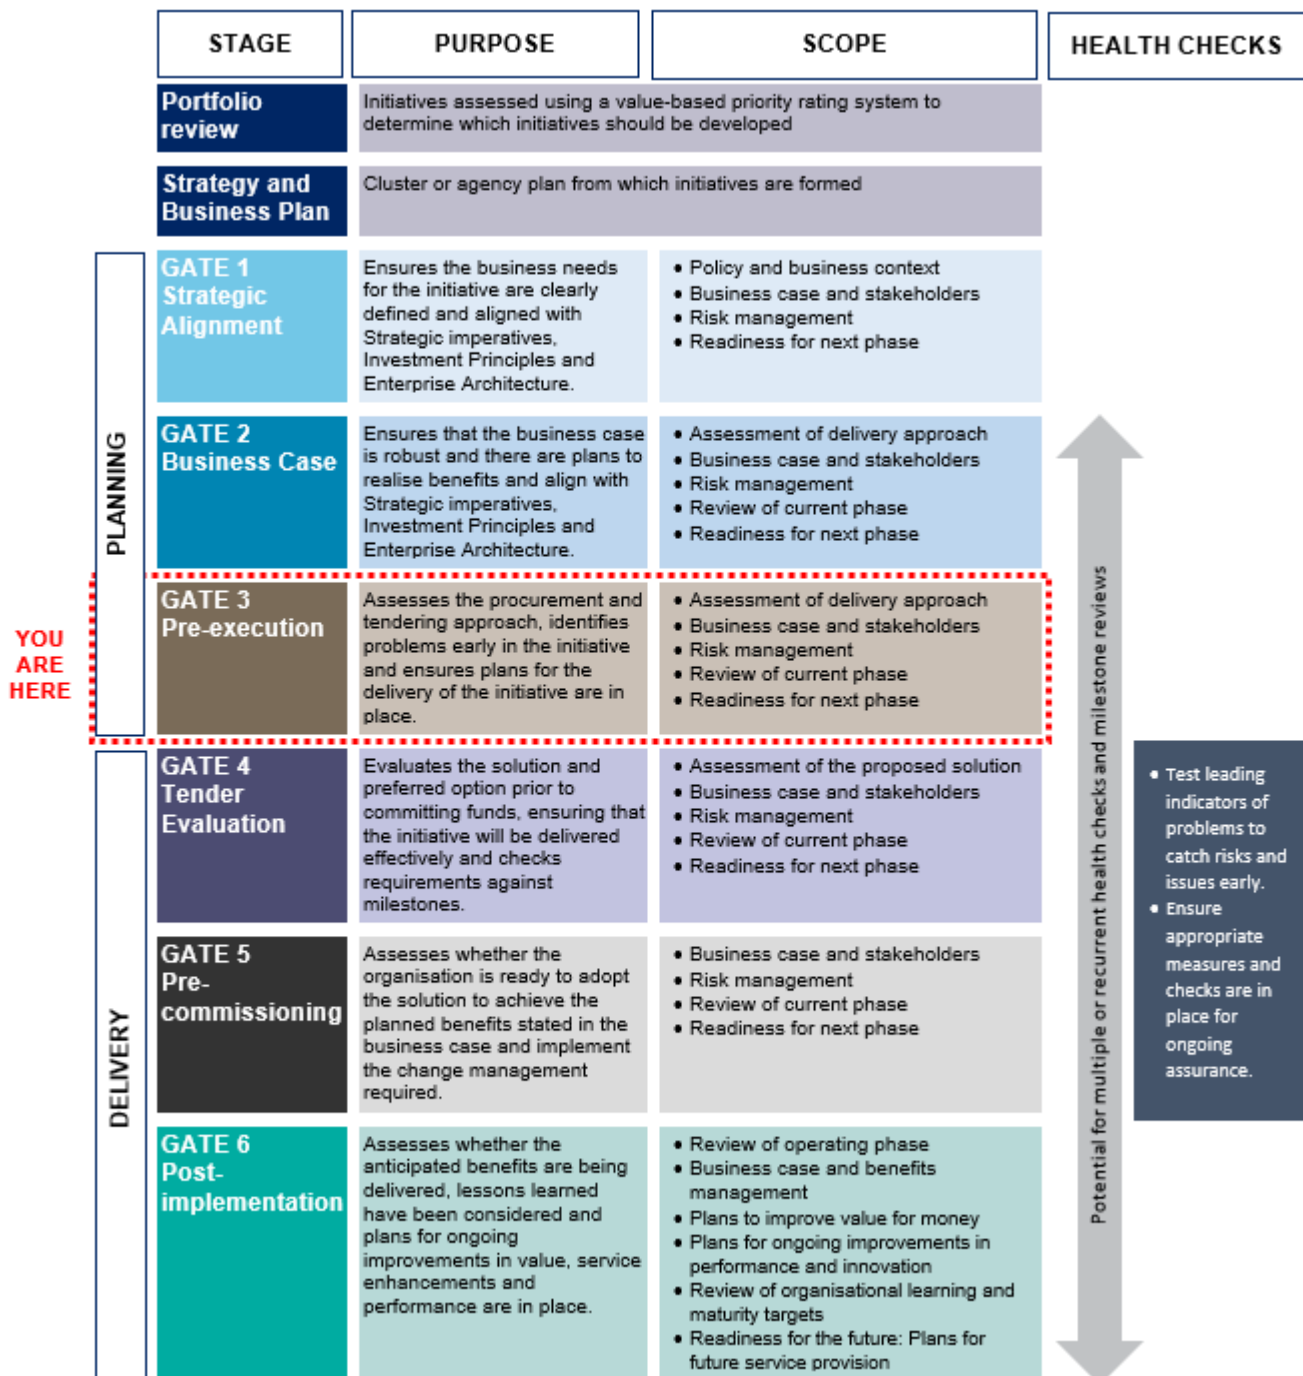 STAGE
PURPOSE
SCOPE
HEALTH CHECKS
Portfolio
review
Initiatives assessed using a value-based priority rating system to
determine which initiatives should be developed
Strategy and
Business Plan
Cluster or agency plan from which initiatives are formed
PLANNING
GATE 1
Strategic
Alignment
Ensures the business needs
for the initiative are clearly
defined and aligned with
Strategic imperatives,
Investment Principles and
Enterprise Architecture.
• Policy and business context
• Business case and stakeholders
• Risk management
• Readiness for next phase
GATE 2
Business Case
Ensures that the business case
is robust and there are plans to
realise benefits and align with
Strategic imperatives,
Investment Principles and
Enterprise Architecture.
• Assessment of delivery approach
• Business case and stakeholders
• Risk management
• Review of current phase
• Readiness for next phase
YOU
ARE
HERE
GATE 3
Pre-execution
Assesses the procurement and
tendering approach, identifies
problems early in the initiative
and ensures plans for the
delivery of the initiative are in
place.
• Assessment of delivery approach
• Business case and stakeholders
• Risk management
• Review of current phase
• Readiness for next phase
DELIVERY
GATE 4
Tender
Evaluation
Evaluates the solution and
preferred option prior to
committing funds, ensuring that
the initiative will be delivered
effectively and checks
requirements against
milestones.
• Assessment of the proposed solution
• Business case and stakeholders
• Risk management
• Review of current phase
• Readiness for next phase
GATE 5
Pre-
commissioning
Assesses whether the
organisation is ready to adopt
the solution to achieve the
planned benefits stated in the
business case and implement
the change management
required.
• Business case and stakeholders
• Risk management
• Review of current phase
• Readiness for next phase
GATE 6
Post-
implementation
Assesses whether the
anticipated benefits are being
delivered, lessons learned
have been considered and
plans for ongoing
improvements in value, service
enhancements and
performance are in place.
• Review of operating phase
• Business case and benefits
management
• Plans to improve value for money
• Plans for ongoing improvements in
performance and innovation
• Review of organisational learning and
maturity targets
• Readiness for the future: Plans for
future service provision
Potential for multiple or recurrent health checks and milestone reviews
• Test leading
indicators of
problems to
catch risks and
issues early.
• Ensure
appropriate
measures and
checks are in
place for
ongoing
assurance.